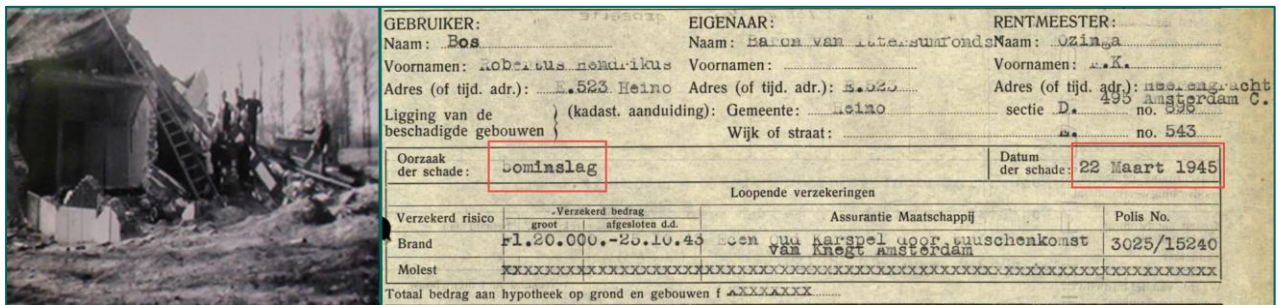 GEBRUIKER: EIGENAAR: RENTMEESTER:
Naam: Bos Naam: Baron van Ittersumfonds Naam: Ozinga
Voornamen: Robertus Hendrikus Voornamen: Voornamen: .K.
Adres (of tijd. adr.): E.523 Heino Adres (of tijd. adr.): E.523 Adres (of tijd. adr.): Heerengracht
495 Amsterdam C.
Ligging van de beschadigde gebouwen (kadast. aanduiding): Gemeente: Heino sectie D. no. 896
Wijk of straat: no. 543
Oorzaak der schade: bominslag Datum der schade: 22 Maart 1945
Loopende verzekeringen
Verzekerd risico Verzekerd bedrag Assurantie Maatschappij Polis No.
groot afgesloten d.d.
Brand Fl.20.000.-25.10.43 Oud Karspel door tuuschenkomst 3025/15240
van Knegt Amsterdam
Molest XXXXXXXXXXXXXXXXXXXXXXXXXXXXXXXXXXXXXXXXXXXXXXXXXXXXXXXXXXXXXXXXXXXXX
Totaal bedrag aan hypotheek op grond en gebouwen f XXXXXXXX